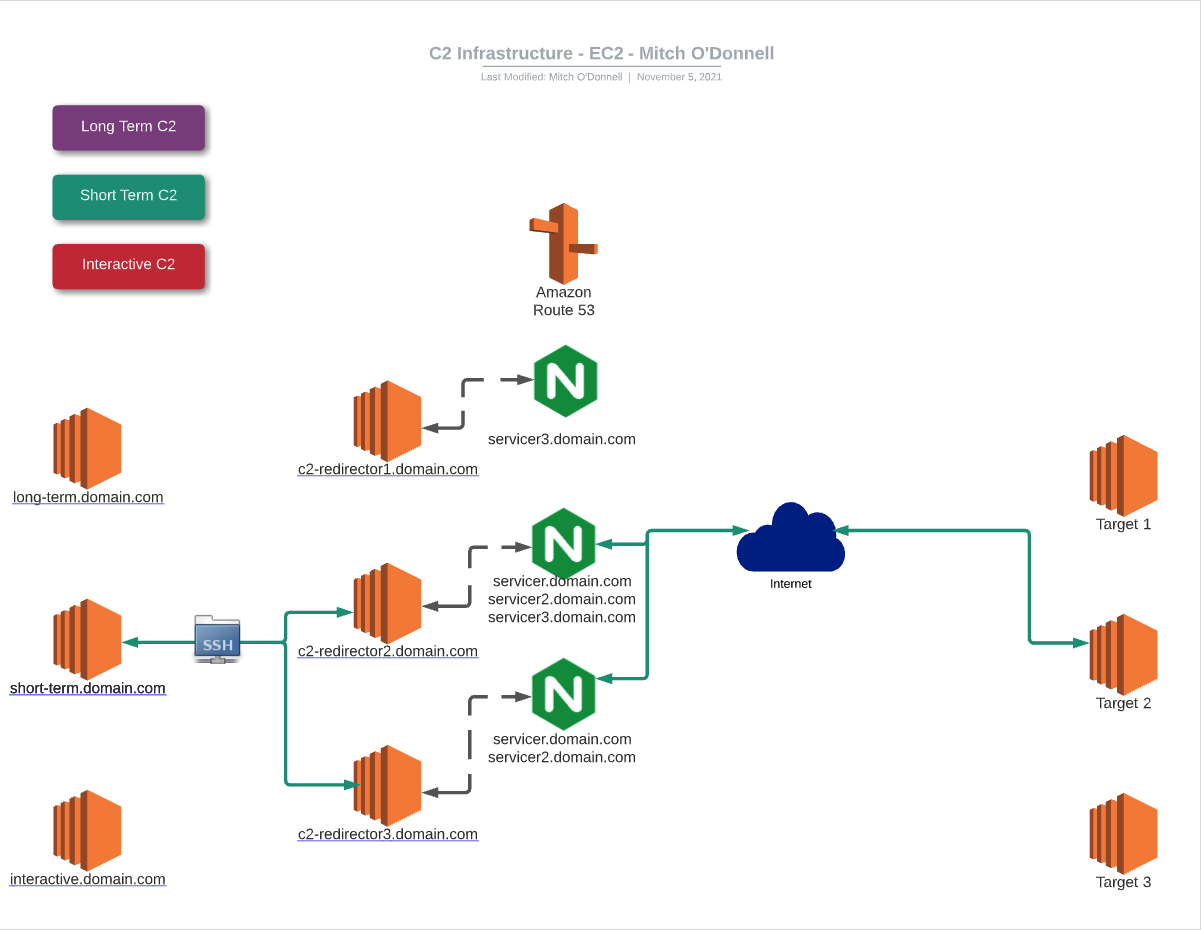 C2 Infrastructure - EC2 - Mitch O'Donnell
Last Modified: Mitch O'Donnell | November 5, 2021
Long Term C2
Short Term C2
Interactive C2
Amazon
Route 53
N
servicer3.domain.com
c2-redirector1.domain.com
long-term.domain.com
Target 1
N
servicer.domain.com
servicer2.domain.com
servicer3.domain.com
Internet
SSH
c2-redirector2.domain.com
short-term.domain.com
Target 2
N
servicer.domain.com
servicer2.domain.com
c2-redirector3.domain.com
interactive.domain.com
Target 3